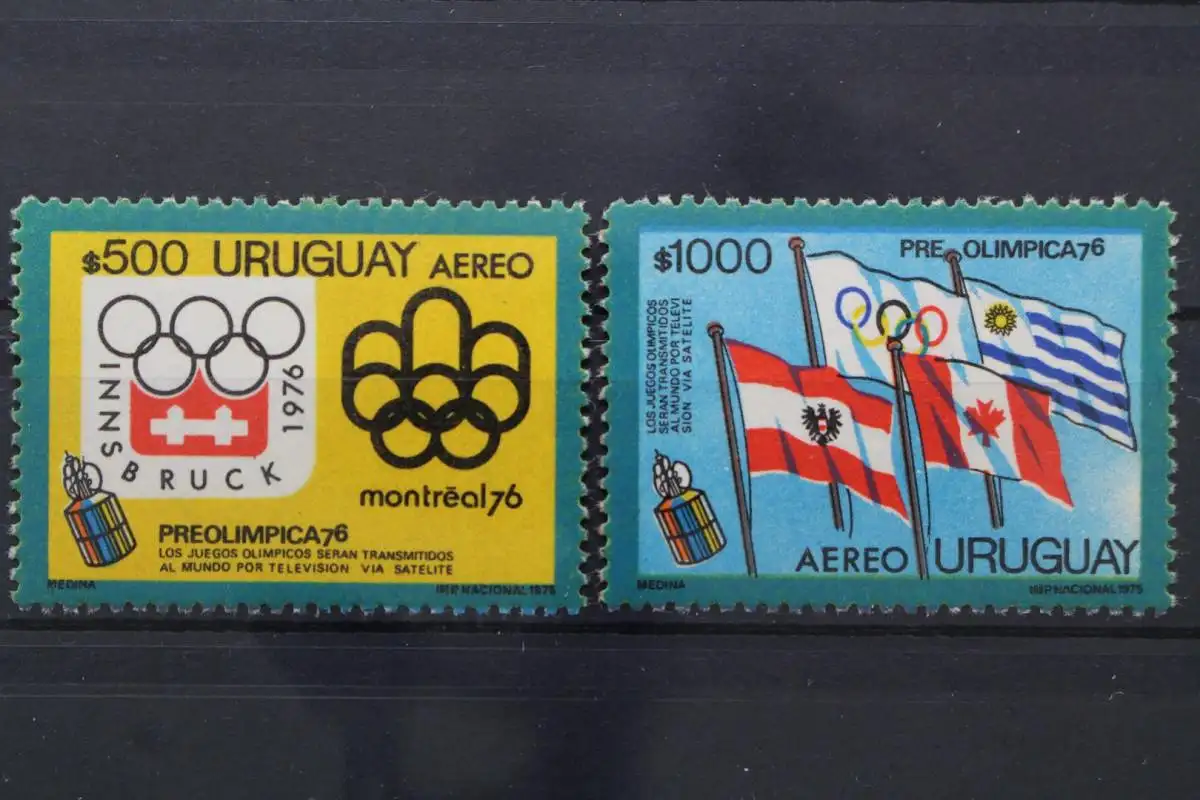 $500 URUGUAY AEREO
INNSBRUCK 1976
montrēal76
PREOLIMPICA76
LOS JUEGOS OLIMPICOS SERAN TRANSMITIDOS
AL MUNDO POR TELEVISION VIA SATELITE
MEDINA
IMP NACIONAL 1975
$1000
PRE OLIMPICA76
LOS JUEGOS OLIMPICOS
SERAN TRANSMITIDOS
AL MUNDO POR TELEVI
SION VIA SATELITE
AEREO URUGUAY
MEDINA
IMP NACIONAL 1975